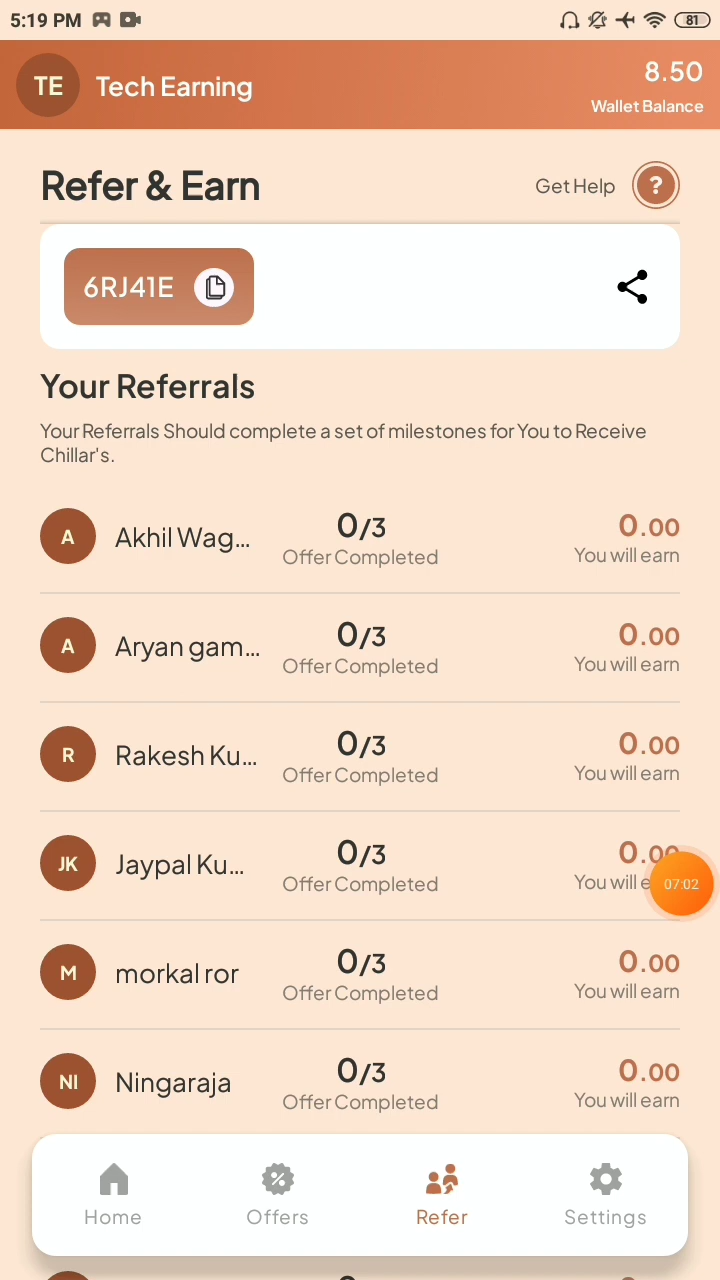 5:19 PM
81
TE
Tech Earning
8.50
Wallet Balance
Refer & Earn
Get Help
?
6RJ41E
Your Referrals
Your Referrals Should complete a set of milestones for You to Receive
Chillar's.
A
Akhil Wag...
0/3
Offer Completed
0.00
You will earn
A
Aryan gam...
0/3
Offer Completed
0.00
You will earn
R
Rakesh Ku...
0/3
Offer Completed
0.00
You will earn
JK
Jaypal Ku...
0/3
Offer Completed
0.00
You will e
07:02
M
morkal ror
0/3
Offer Completed
0.00
You will earn
NI
Ningaraja
0/3
Offer Completed
0.00
You will earn
Home
Offers
Refer
Settings